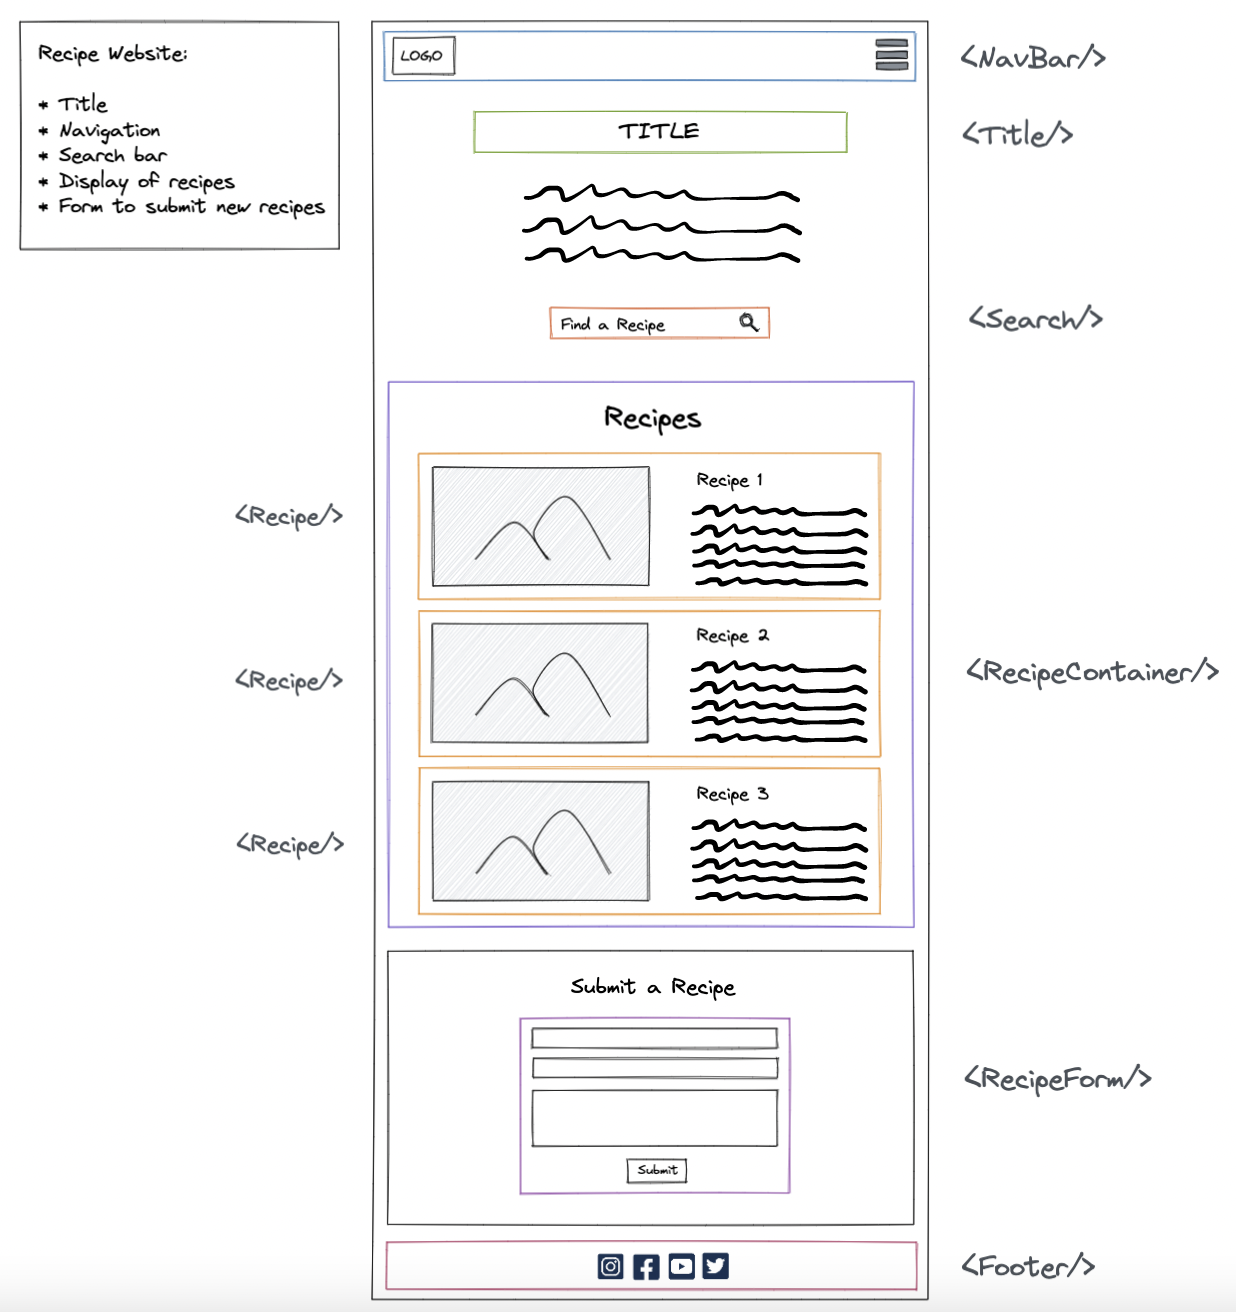 Recipe Website:
* Title
* Navigation
* Search bar
* Display of recipes
* Form to submit new recipes
LOGO
<NavBar/>
TITLE
<Title/>
Find a Recipe
<Search/>
Recipes
Recipe 1
<Recipe/>
Recipe 2
<Recipe/>
<RecipeContainer/>
Recipe 3
<Recipe/>
Submit a Recipe
<RecipeForm/>
Submit
<Footer/>